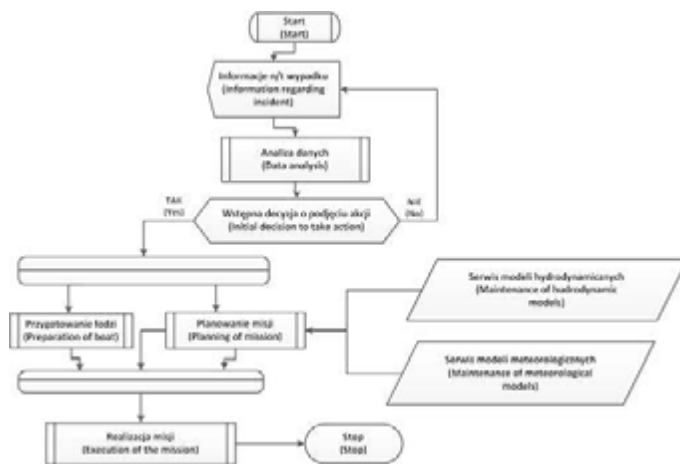 Start
(Start)
Informacje n/t wypadku
(Information regarding
incident)
Analiza danych
(Data analysis)
TAK
(Yes)
NIE
(No)
Wstępna decyzja o podjęciu akcji
(Initial decision to take action)
Serwis modeli hydrodynamicznych
(Maintenance of hudrodynamic
models)
Przygotowanie łodzi
(Preparation of boat)
Planowanie misji
(Planning of mission)
Serwis modeli meteorologicznych
(Maintenance of meteorological
models)
Realizacja misji
(Execution of the mission)
Stop
(Stop)